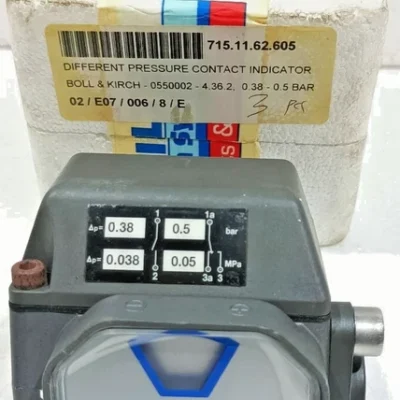 715.11.62.605
DIFFERENT PRESSURE CONTACT INDICATOR
BOLL & KIRCH - 0550002 - 4.36.2, 0.38 - 0.5 BAR
02 / E07 / 006 / 8 / E
3 pcs
1 1a
Δp= 0.38 0.5 bar
Δp= 0.038 0.05 MPa
2 3a 3